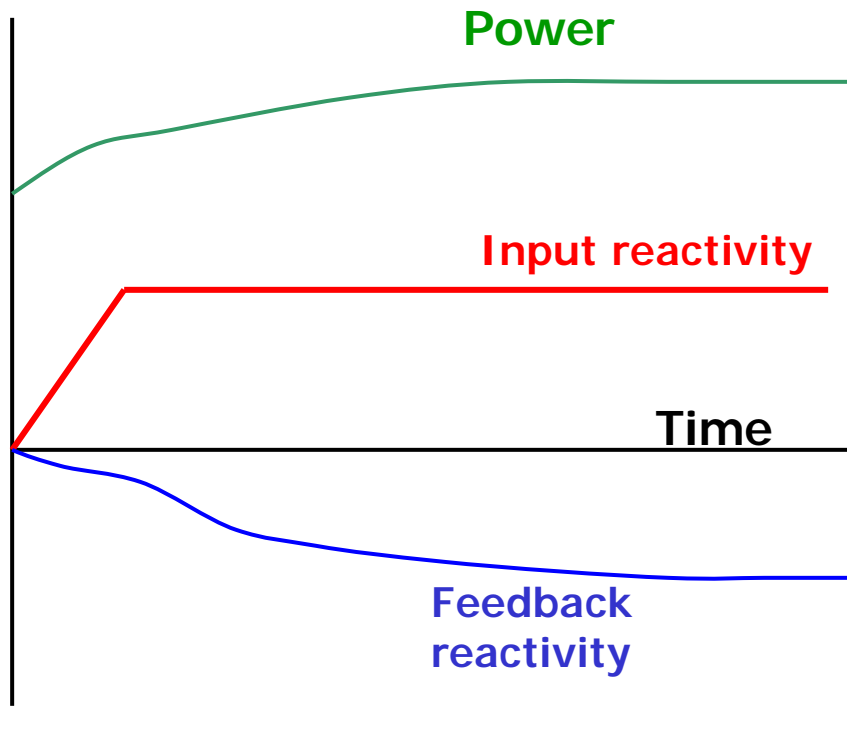 Power
Input reactivity
Time
Feedback
reactivity